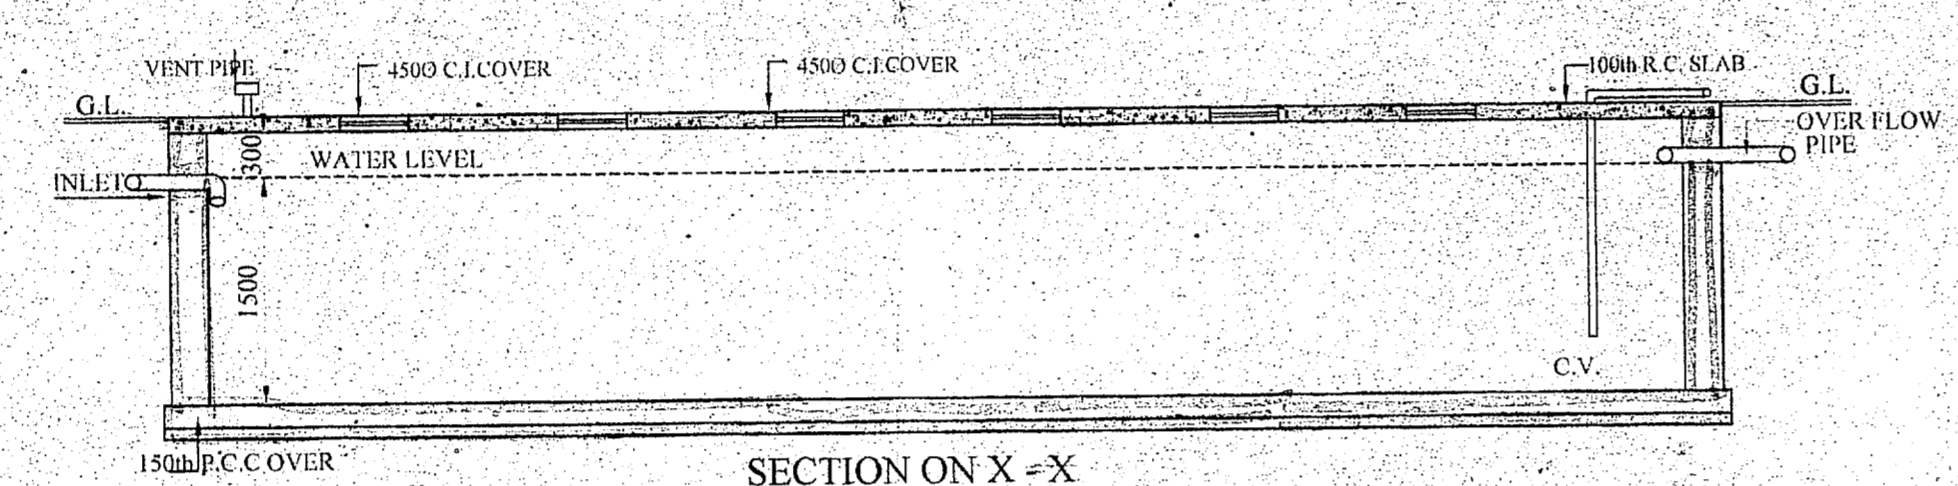 VENT PIPE
450Ø C.I.COVER
450Ø C.I.COVER
100th R.C. SLAB
G.L.
G.L.
OVER FLOW
PIPE
300
WATER LEVEL
INLET
1500
C.V.
150th P.C.C OVER
SECTION ON X - X